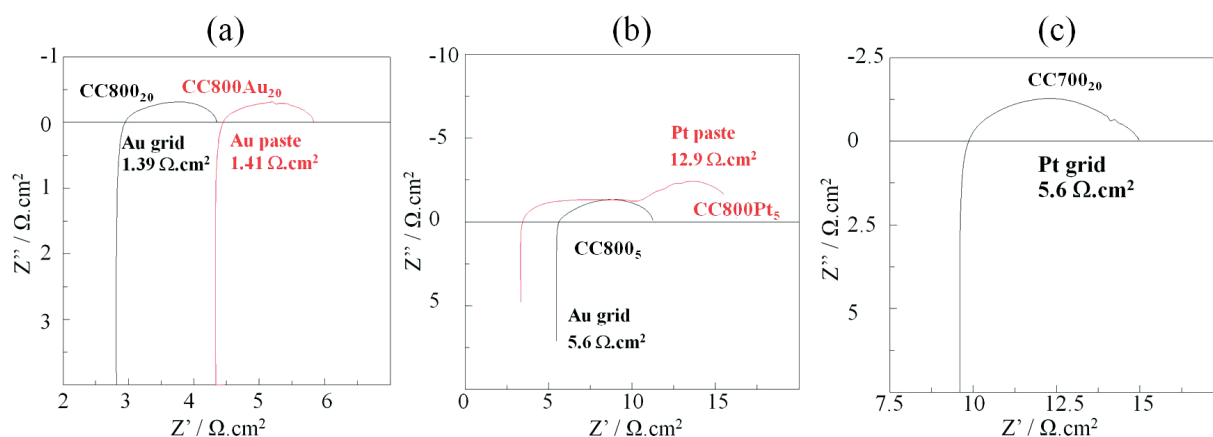 (a)
-1
0
1
2
3
2
3
4
5
6
Z'' / Ω.cm²
Z' / Ω.cm²
CC800₂₀
CC800Au₂₀
Au grid
1.39 Ω.cm²
Au paste
1.41 Ω.cm²
(b)
-10
-5
0
5
0
5
10
15
Z'' / Ω.cm²
Z' / Ω.cm²
Pt paste
12.9 Ω.cm²
CC800Pt₅
CC800₅
Au grid
5.6 Ω.cm²
(c)
-2.5
0
2.5
5
7.5
10
12.5
15
Z'' / Ω.cm²
Z' / Ω.cm²
CC700₂₀
Pt grid
5.6 Ω.cm²